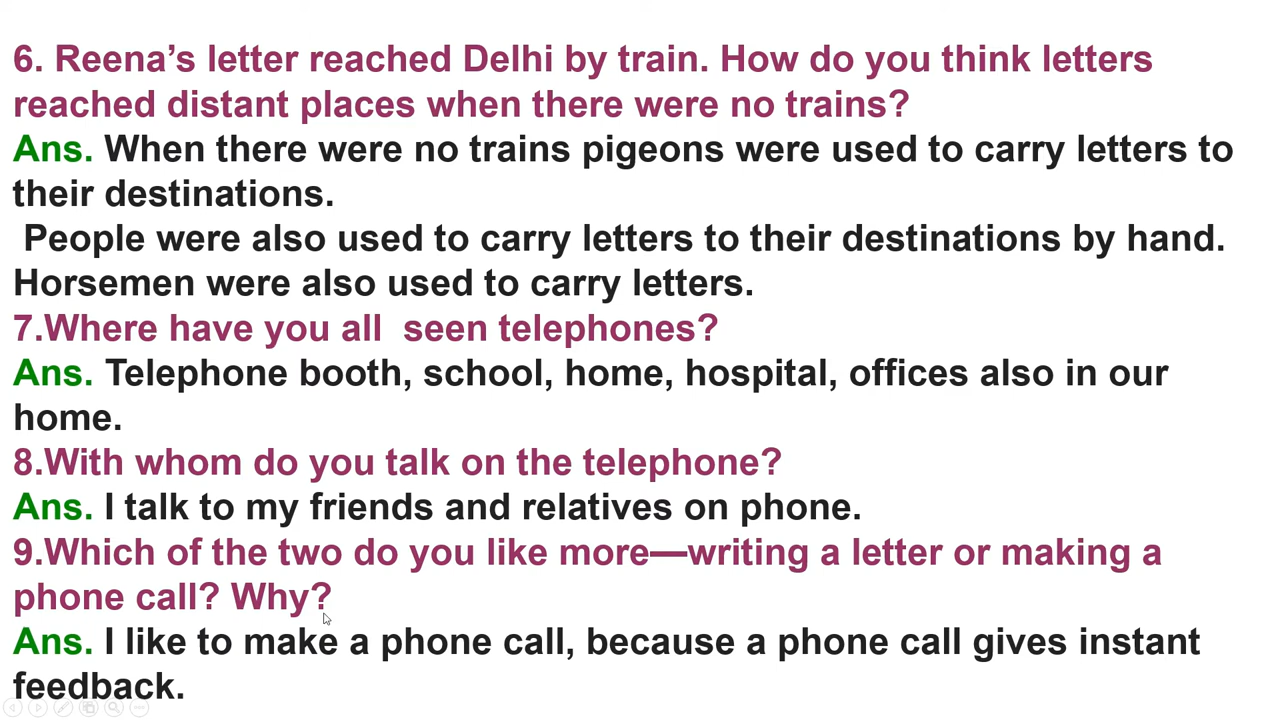 6. Reena’s letter reached Delhi by train. How do you think letters
reached distant places when there were no trains?
Ans. When there were no trains pigeons were used to carry letters to
their destinations.
People were also used to carry letters to their destinations by hand.
Horsemen were also used to carry letters.
7.Where have you all  seen telephones?
Ans. Telephone booth, school, home, hospital, offices also in our
home.
8.With whom do you talk on the telephone?
Ans. I talk to my friends and relatives on phone.
9.Which of the two do you like more—writing a letter or making a
phone call? Why?
Ans. I like to make a phone call, because a phone call gives instant
feedback.